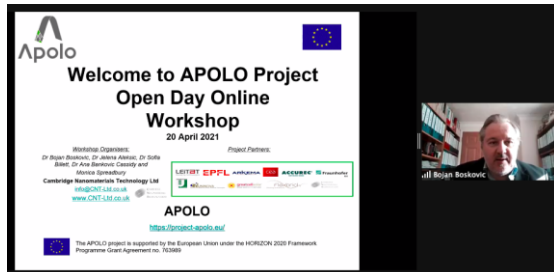 Apolo
Welcome to APOLO Project
Open Day Online
Workshop
20 April 2021
Workshop Organisers:
Dr Bojan Boskovic, Dr Jelena Aleksic, Dr Sofia
Billett, Dr Ana Bankovic Cassidy and
Monica Spreadbury
Cambridge Nanomaterials Technology Ltd
info@CNT-Ltd.co.uk
www.CNT-Ltd.co.uk
Project Partners:
LEITAT EPFL ARKEMA CEA ACCUREC Fraunhofer
APOLO
https://project-apolo.eu/
The APOLO project is supported by the European Union under the HORIZON 2020 Framework
Programme Grant Agreement no. 763989
Bojan Boskovic